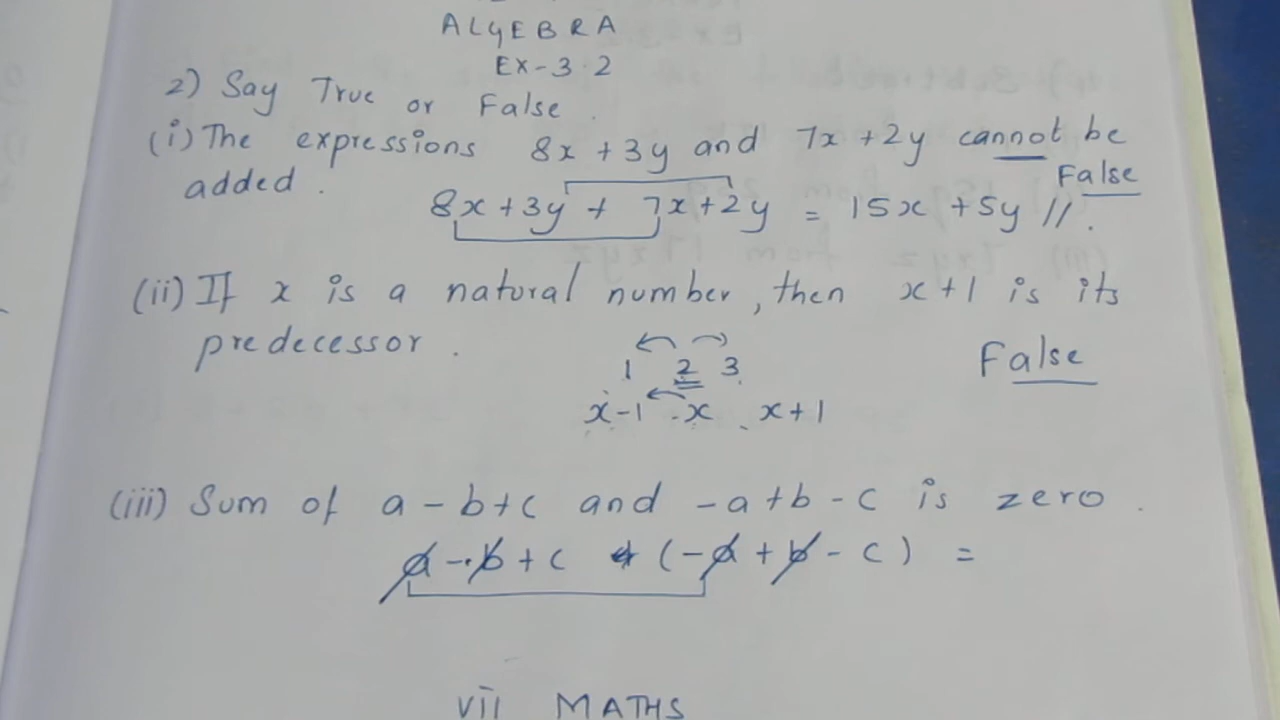 ALGEBRA
Ex-3.2
2) Say True or False.
(i) The expressions 8x + 3y and 7x + 2y cannot be
added. False
8x + 3y + 7x + 2y = 15x + 5y //.
(ii) If x is a natural number, then x + 1 is its
predecessor. False
1 2 3
x-1 x x+1
(iii) Sum of a - b + c and -a + b - c is zero.
a - b + c + (-a + b - c) =
vii MATHS